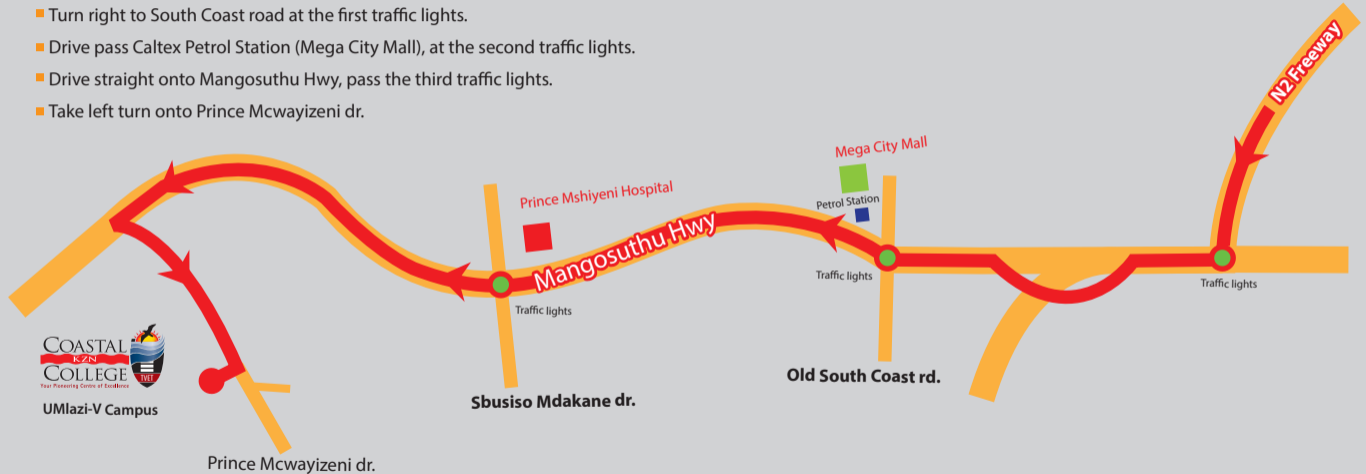 Turn right to South Coast road at the first traffic lights.
Drive pass Caltex Petrol Station (Mega City Mall), at the second traffic lights.
Drive straight onto Mangosuthu Hwy, pass the third traffic lights.
Take left turn onto Prince Mcwayizeni dr.
N2 Freeway
Mega City Mall
Prince Mshiyeni Hospital
Petrol Station
Mangosuthu Hwy
Traffic lights
Traffic lights
Traffic lights
COASTAL
KZN
COLLEGE
TVET
Your Pioneering Centre of Excellence
UMlazi-V Campus
Sbusiso Mdakane dr.
Old South Coast rd.
Prince Mcwayizeni dr.